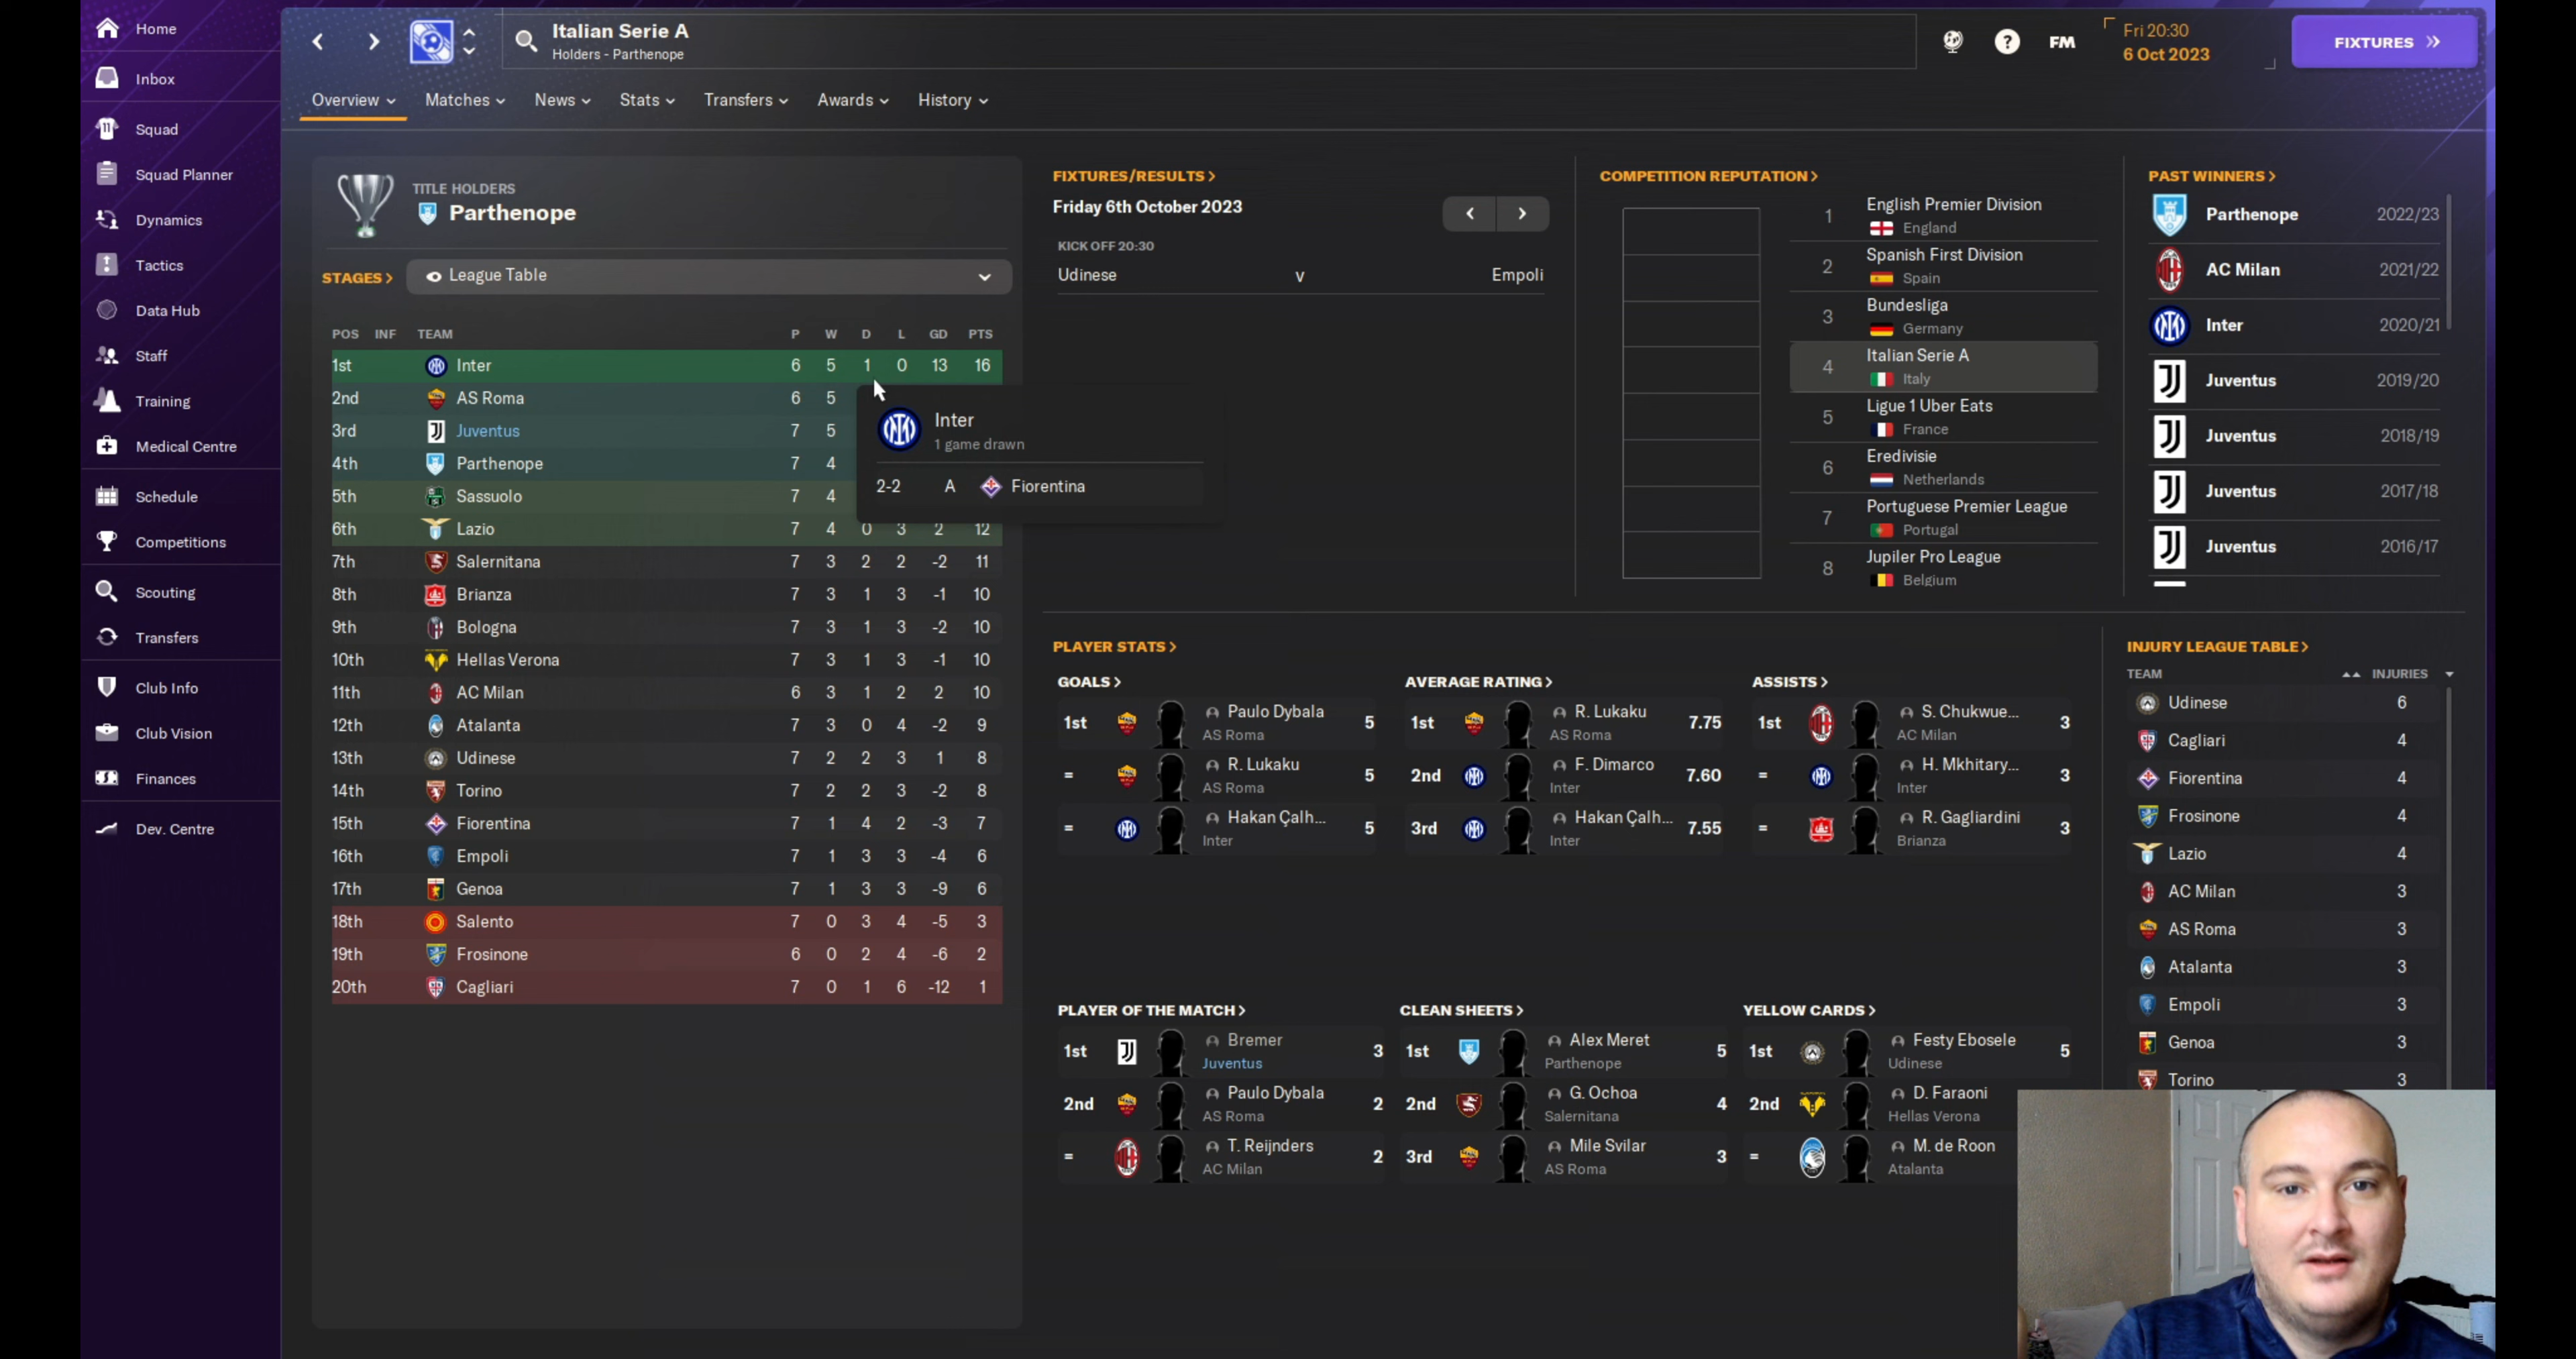 Home
Inbox
Squad
Squad Planner
Dynamics
Tactics
Data Hub
Staff
Training
Medical Centre
Schedule
Competitions
Scouting
Transfers
Club Info
Club Vision
Finances
Dev. Centre
Italian Serie A
Holders - Parthenope
FM
Fri 20:30
6 Oct 2023
FIXTURES
Overview Matches News Stats Transfers Awards History
TITLE HOLDERS
Parthenope
STAGES
League Table
POS INF TEAM P W D L GD PTS
1st Inter 6 5 1 0 13 16
2nd AS Roma 6 5
3rd Juventus 7 5
4th Parthenope 7 4
5th Sassuolo 7 4
6th Lazio 7 4 0 3 2 12
7th Salernitana 7 3 2 2 -2 11
8th Brianza 7 3 1 3 -1 10
9th Bologna 7 3 1 3 -2 10
10th Hellas Verona 7 3 1 3 -1 10
11th AC Milan 6 3 1 2 2 10
12th Atalanta 7 3 0 4 -2 9
13th Udinese 7 2 2 3 1 8
14th Torino 7 2 2 3 -2 8
15th Fiorentina 7 1 4 2 -3 7
16th Empoli 7 1 3 3 -4 6
17th Genoa 7 1 3 3 -9 6
18th Salento 7 0 3 4 -5 3
19th Frosinone 6 0 2 4 -6 2
20th Cagliari 7 0 1 6 -12 1
Inter
1 game drawn
2-2 A Fiorentina
FIXTURES/RESULTS
Friday 6th October 2023
KICK OFF 20:30
Udinese v Empoli
COMPETITION REPUTATION
1 English Premier Division
England
2 Spanish First Division
Spain
3 Bundesliga
Germany
4 Italian Serie A
Italy
5 Ligue 1 Uber Eats
France
6 Eredivisie
Netherlands
7 Portuguese Premier League
Portugal
8 Jupiler Pro League
Belgium
PAST WINNERS
Parthenope 2022/23
AC Milan 2021/22
Inter 2020/21
Juventus 2019/20
Juventus 2018/19
Juventus 2017/18
Juventus 2016/17
PLAYER STATS
GOALS
1st Paulo Dybala 5
AS Roma
= R. Lukaku 5
AS Roma
= Hakan Çalh... 5
Inter
AVERAGE RATING
1st R. Lukaku 7.75
AS Roma
2nd F. Dimarco 7.60
Inter
3rd Hakan Çalh... 7.55
Inter
ASSISTS
1st S. Chukwue... 3
AC Milan
= H. Mkhitary... 3
Inter
= R. Gagliardini 3
Brianza
PLAYER OF THE MATCH
1st Bremer 3
Juventus
2nd Paulo Dybala 2
AS Roma
= T. Reijnders 2
AC Milan
CLEAN SHEETS
1st Alex Meret 5
Parthenope
2nd G. Ochoa 4
Salernitana
3rd Mile Svilar 3
AS Roma
YELLOW CARDS
1st Festy Ebosele 5
Udinese
2nd D. Faraoni
Hellas Verona
= M. de Roon
Atalanta
INJURY LEAGUE TABLE
TEAM INJURIES
Udinese 6
Cagliari 4
Fiorentina 4
Frosinone 4
Lazio 4
AC Milan 3
AS Roma 3
Atalanta 3
Empoli 3
Genoa 3
Torino 3